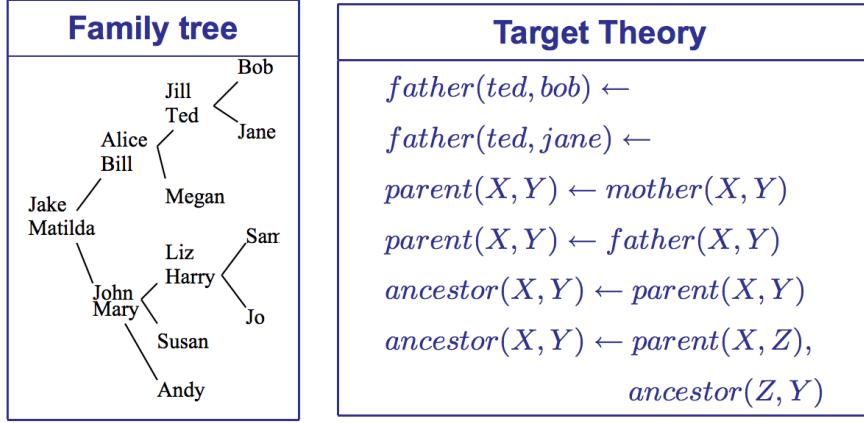 Family tree
Bob
Jill
Ted
Jane
Alice
Bill
Megan
Jake
Matilda
Sam
Liz
Harry
John
Mary
Jo
Susan
Andy
Target Theory
father(ted, bob) ←
father(ted, jane) ←
parent(X, Y) ← mother(X, Y)
parent(X, Y) ← father(X, Y)
ancestor(X, Y) ← parent(X, Y)
ancestor(X, Y) ← parent(X, Z),
ancestor(Z, Y)